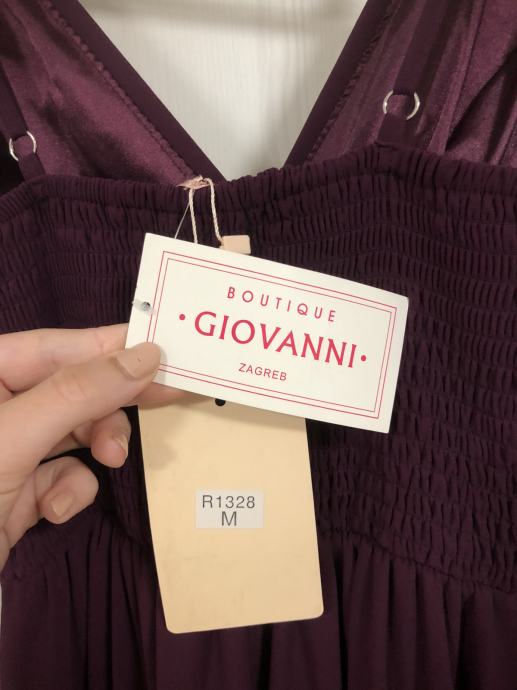 BOUTIQUE
• GIOVANNI •
ZAGREB
R1328
M